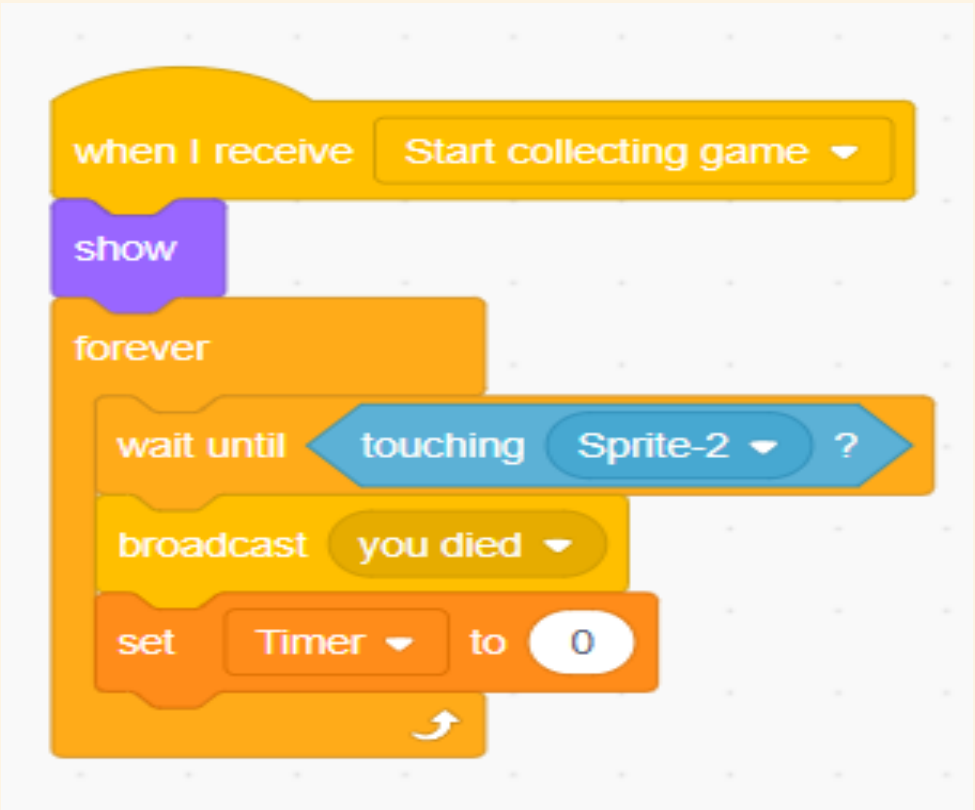 when I receive Start collecting game
show
forever
wait until touching Sprite-2 ?
broadcast you died
set Timer to 0